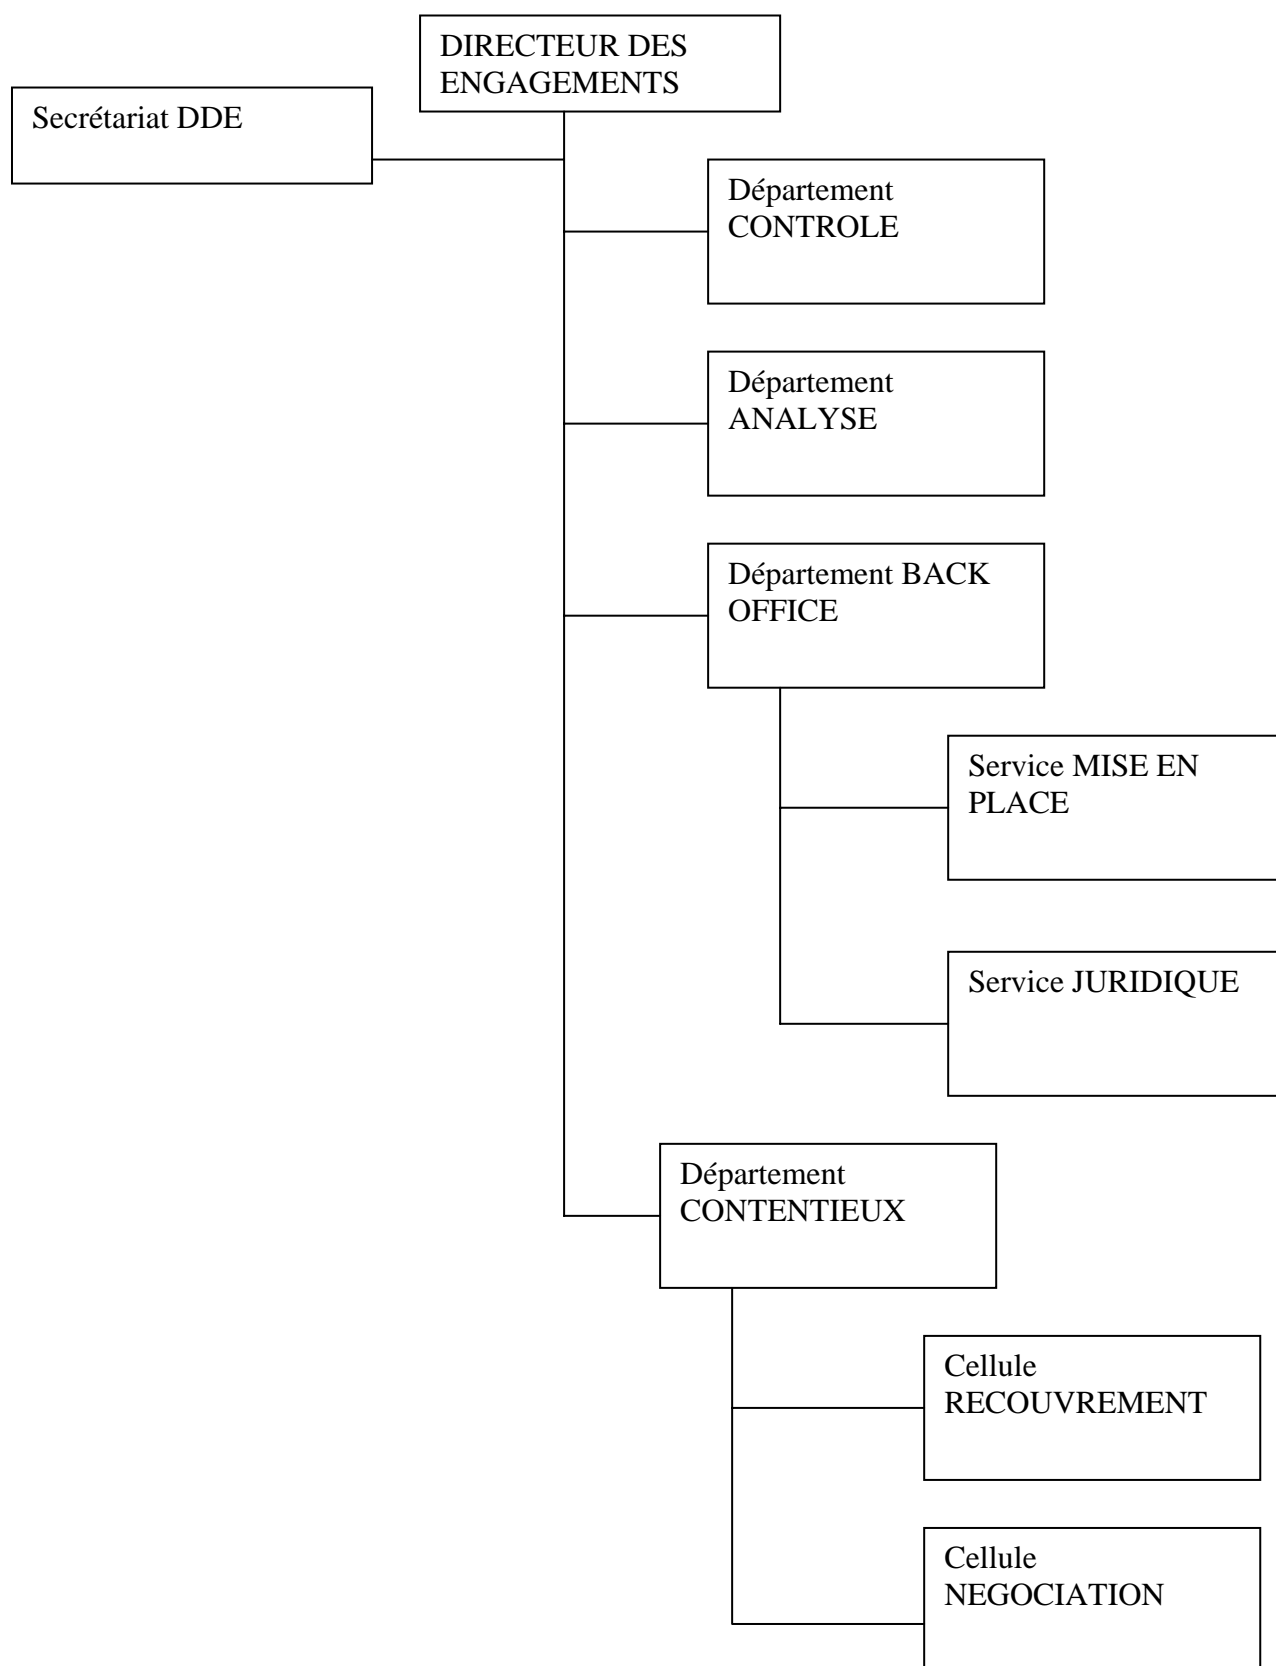 DIRECTEUR DES
ENGAGEMENTS
Secrétariat DDE
Département
CONTROLE
Département
ANALYSE
Département BACK
OFFICE
Service MISE EN
PLACE
Service JURIDIQUE
Département
CONTENTIEUX
Cellule
RECOUVREMENT
Cellule
NEGOCIATION